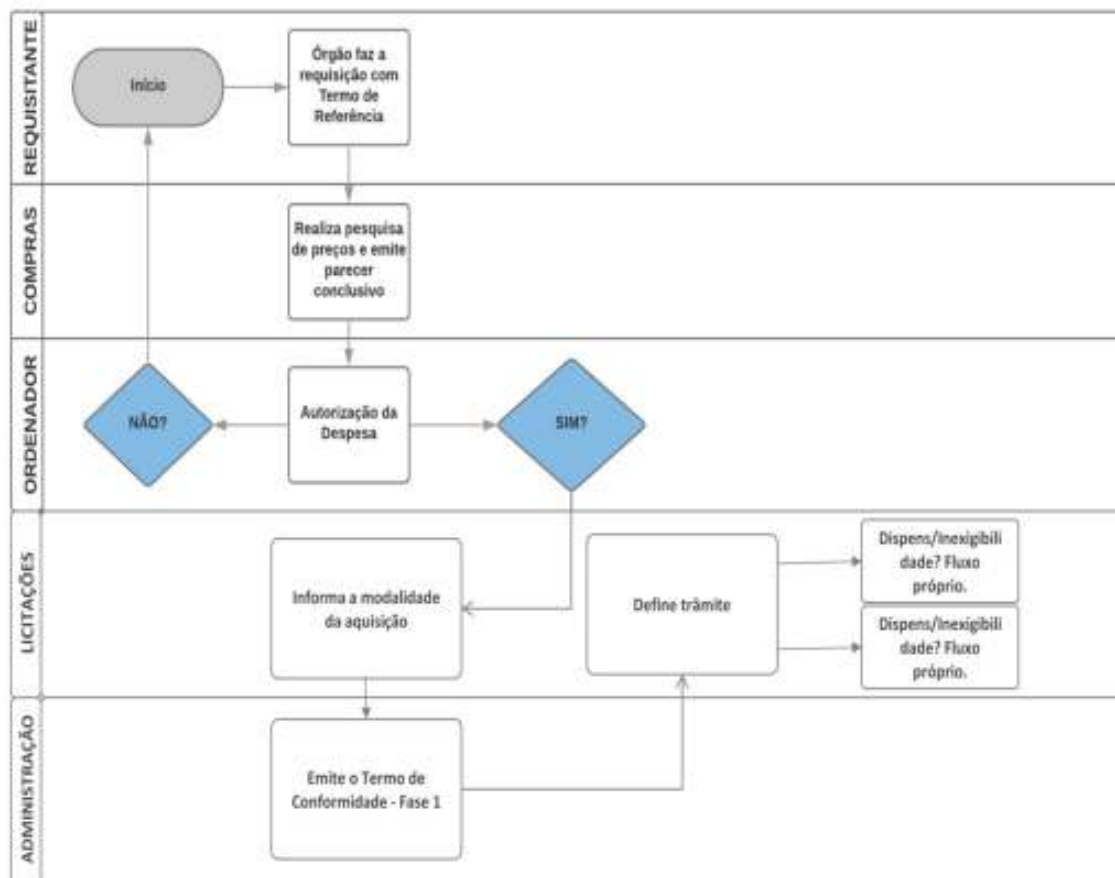 REQUISITANTE
Início
Órgão faz a
requisição com
Termo de
Referência
COMPRAS
Realiza pesquisa
de preços e emite
parecer
conclusivo
ORDENADOR
NÃO?
Autorização da
Despesa
SIM?
LICITAÇÕES
Informa a modalidade
da aquisição
Define trâmite
Dispens/Inexigibili
dade? Fluxo
próprio.
Dispens/Inexigibili
dade? Fluxo
próprio.
ADMINISTRAÇÃO
Emite o Termo de
Conformidade - Fase 1